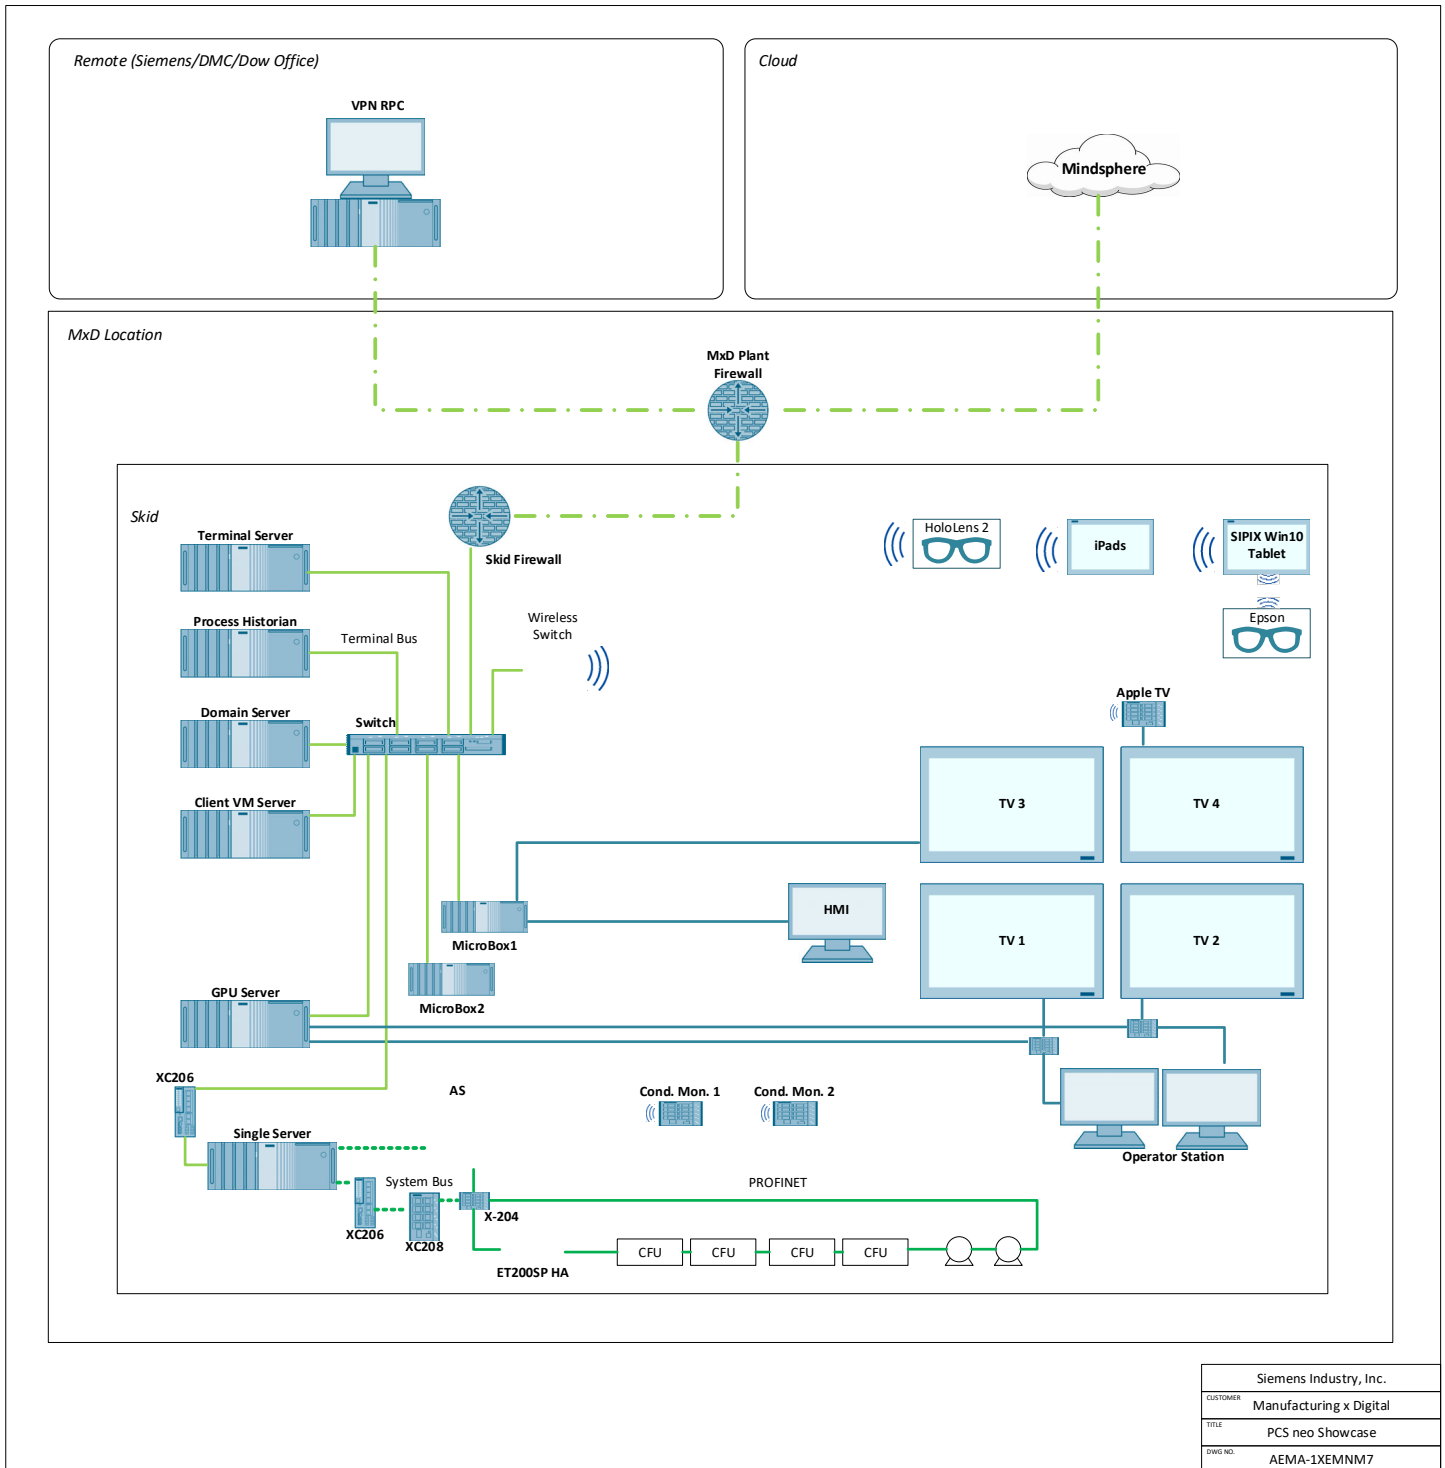 Remote (Siemens/DMC/Dow Office)
VPN RPC
Cloud
Mindsphere
MxD Location
MxD Plant
Firewall
Skid
Skid Firewall
Terminal Server
Process Historian
Terminal Bus
Domain Server
Switch
Client VM Server
Wireless
Switch
HoloLens 2
iPads
SIPIX Win10
Tablet
Epson
Apple TV
TV 3
TV 4
HMI
TV 1
TV 2
MicroBox1
MicroBox2
GPU Server
XC206
AS
Cond. Mon. 1
Cond. Mon. 2
Single Server
Operator Station
System Bus
PROFINET
X-204
XC206
XC208
ET200SP HA
CFU
CFU
CFU
CFU
Siemens Industry, Inc.
CUSTOMER
Manufacturing x Digital
TITLE
PCS neo Showcase
DWG NO.
AEMA-1XEMNM7